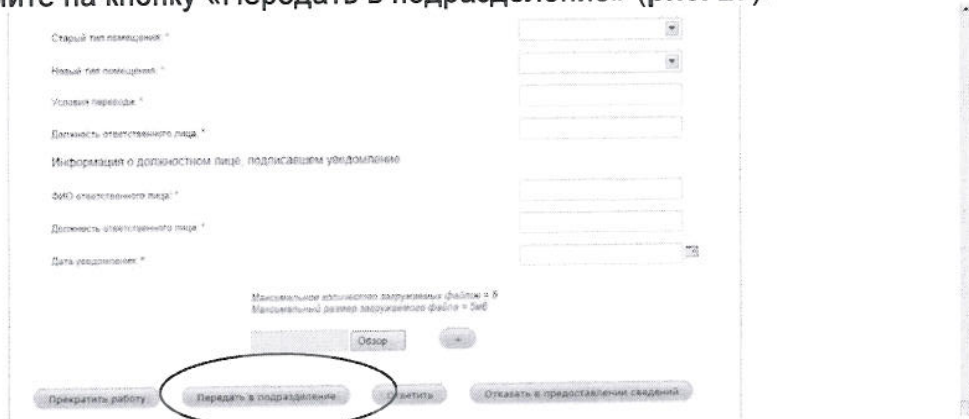 ите на кнопку «Передать в подразделение» (рис. 
Старый тип помещения: *
Новый тип помещения: *
Условия перевода: *
Должность ответственного лица: *
Информация о должностном лице, подписавшем уведомление
ФИО ответственного лица: *
Должность ответственного лица: *
Дата уведомления: *
Максимальное количество загружаемых файлов = 5
Максимальный размер загружаемого файла = 5мб
Обзор
+
Прекратить работу
Передать в подразделение
Ответить
Отказать в предоставлении сведений